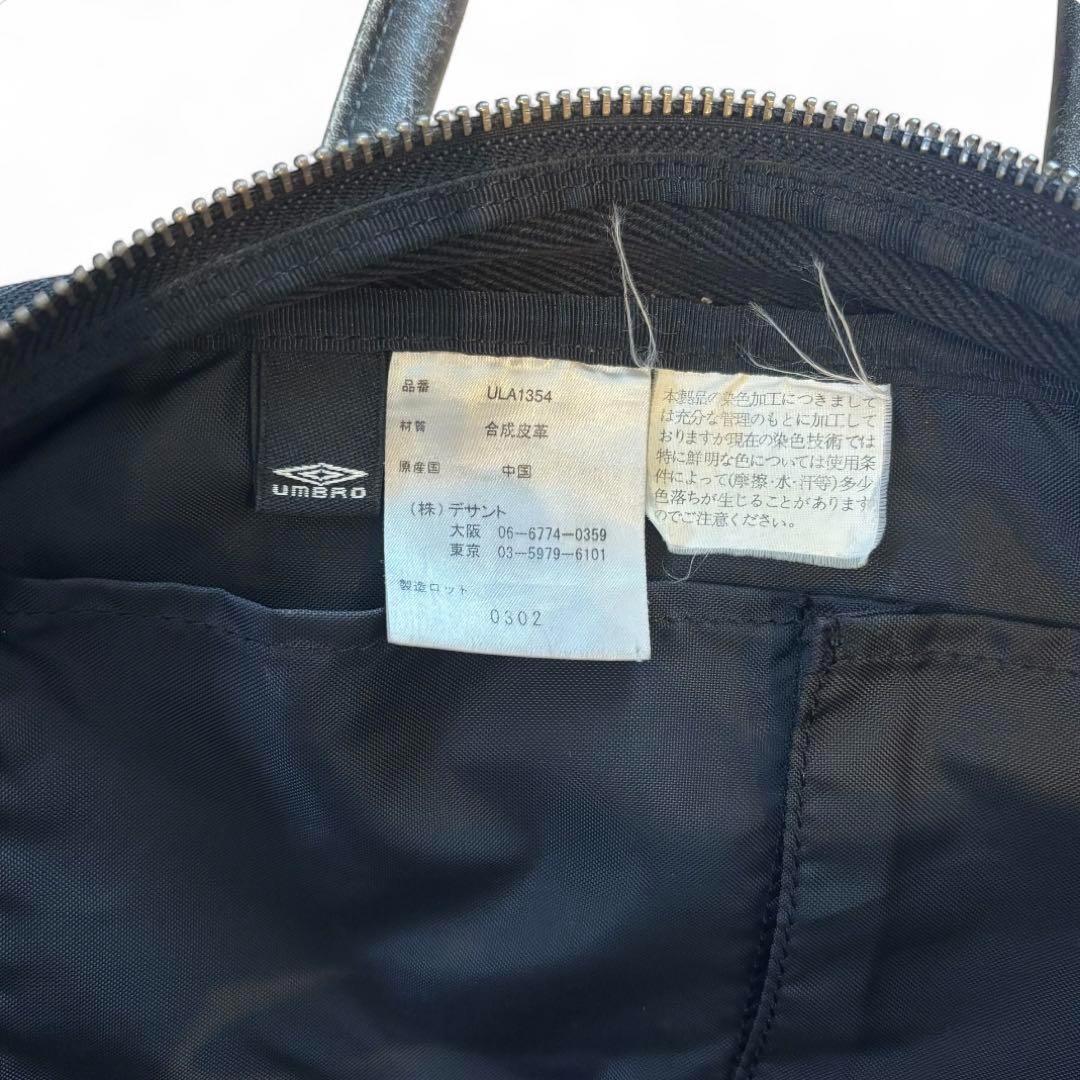 umBRO
品番 ULA1354
材質 合成皮革
原産国 中国
(株)デサント
大阪 06-6774-0359
東京 03-5979-6101
製造ロット
0302
本製品の染色加工につきまして
は充分な管理のもとに加工して
おりますが現在の染色技術では
特に鮮明な色については使用条
件によって(摩擦・水・汗等)多少
色落ちが生じることがあります
のでご注意ください。